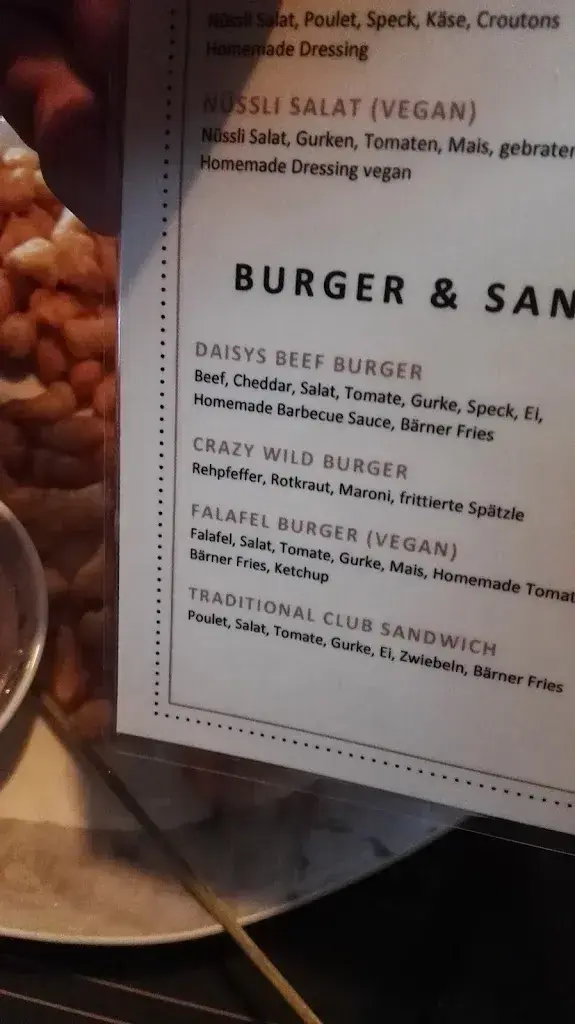 Nüssli Salat, Poulet, Speck, Käse, Croutons
Homemade Dressing
NÜSSLI SALAT (VEGAN)
Nüssli Salat, Gurken, Tomaten, Mais, gebraten
Homemade Dressing vegan
BURGER & SAN
DAISYS BEEF BURGER
Beef, Cheddar, Salat, Tomate, Gurke, Speck, Ei,
Homemade Barbecue Sauce, Bärner Fries
CRAZY WILD BURGER
Rehpfeffer, Rotkraut, Maroni, frittierte Spätzle
FALAFEL BURGER (VEGAN)
Falafel, Salat, Tomate, Gurke, Mais, Homemade Tomat
Bärner Fries, Ketchup
TRADITIONAL CLUB SANDWICH
Poulet, Salat, Tomate, Gurke, Ei, Zwiebeln, Bärner Fries